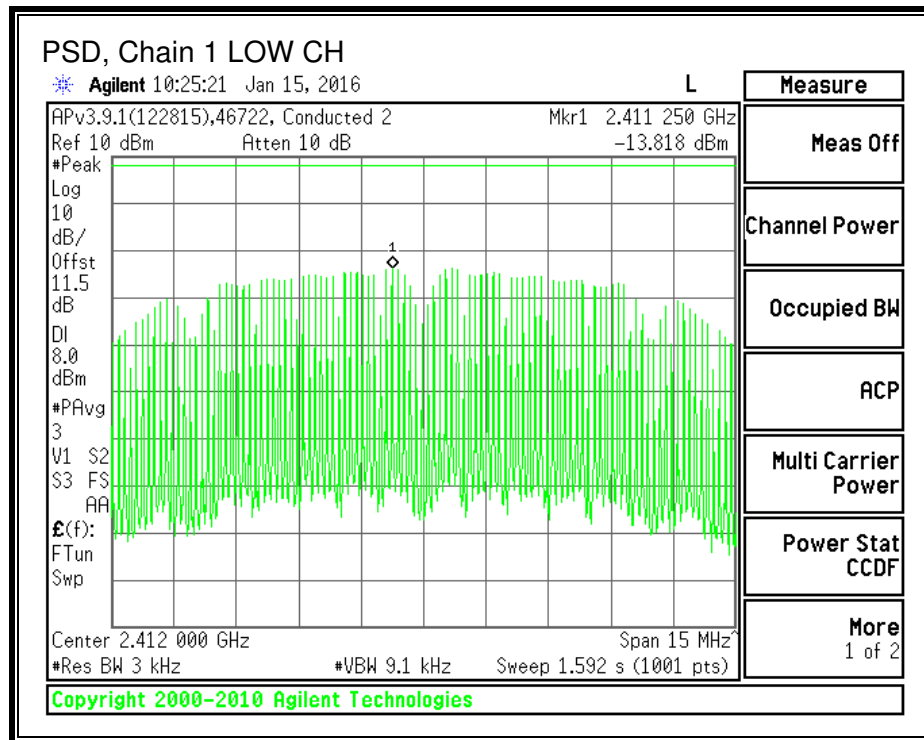 PSD, Chain 1 LOW CH
Agilent 10:25:21 Jan 15, 2016 L
Measure
APv3.9.1(122815),46722, Conducted 2 Mkr1 2.411 250 GHz
Ref 10 dBm Atten 10 dB -13.818 dBm
Meas Off
#Peak
Log
10
dB/
Offst
11.5
dB
DI
8.0
dBm
#PAvg
3
V1 S2
S3 FS
AA
£(f):
FTun
Swp
1
Channel Power
Occupied BW
ACP
Multi Carrier
Power
Power Stat
CCDF
More
1 of 2
Center 2.412 000 GHz Span 15 MHz^
#Res BW 3 kHz #VBW 9.1 kHz Sweep 1.592 s (1001 pts)
Copyright 2000-2010 Agilent Technologies